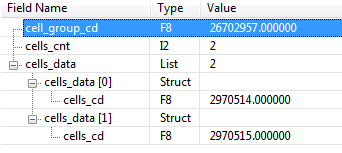 Field Name Type Value
cell_group_cd F8 26702957.000000
cells_cnt I2 2
cells_data List 2
cells_data [0] Struct
cells_cd F8 2970514.000000
cells_data [1] Struct
cells_cd F8 2970515.000000